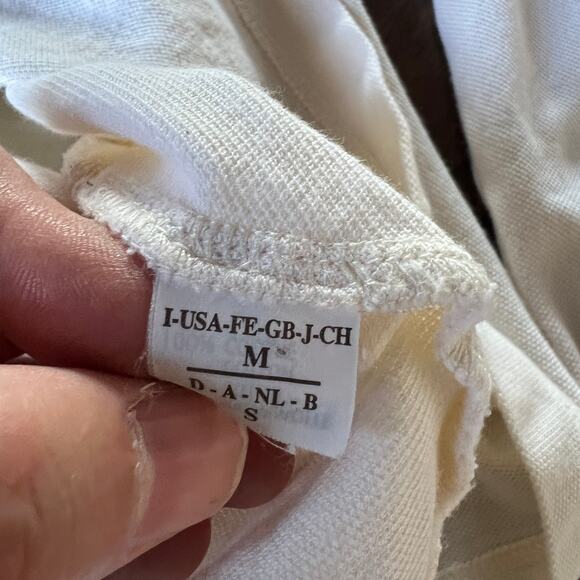 I-USA-FE-GB-J-CH
M
D - A - NL - B
S